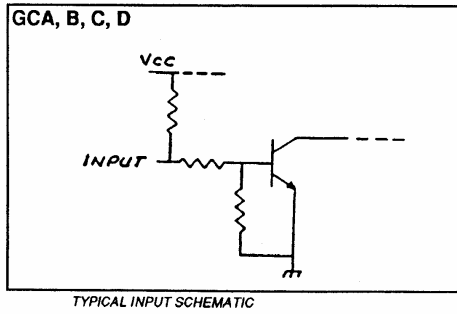 GCA, B, C, D
Vcc
INPUT
TYPICAL INPUT SCHEMATIC